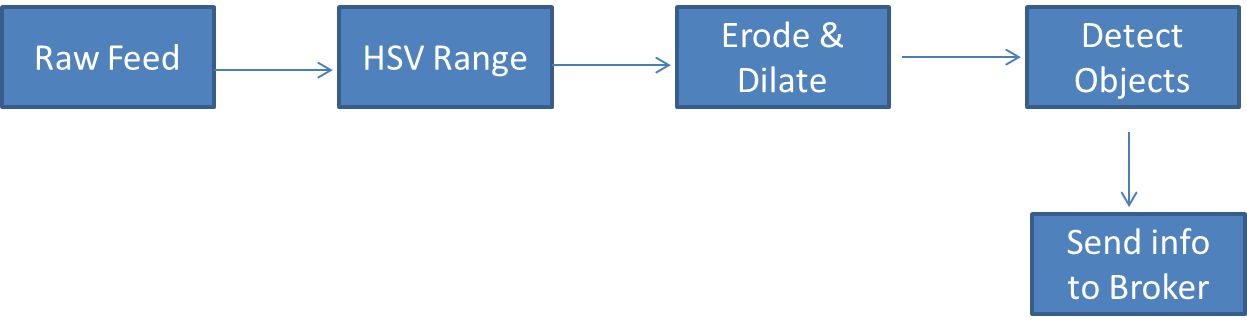 Raw Feed
HSV Range
Erode &
Dilate
Detect
Objects
Send info
to Broker